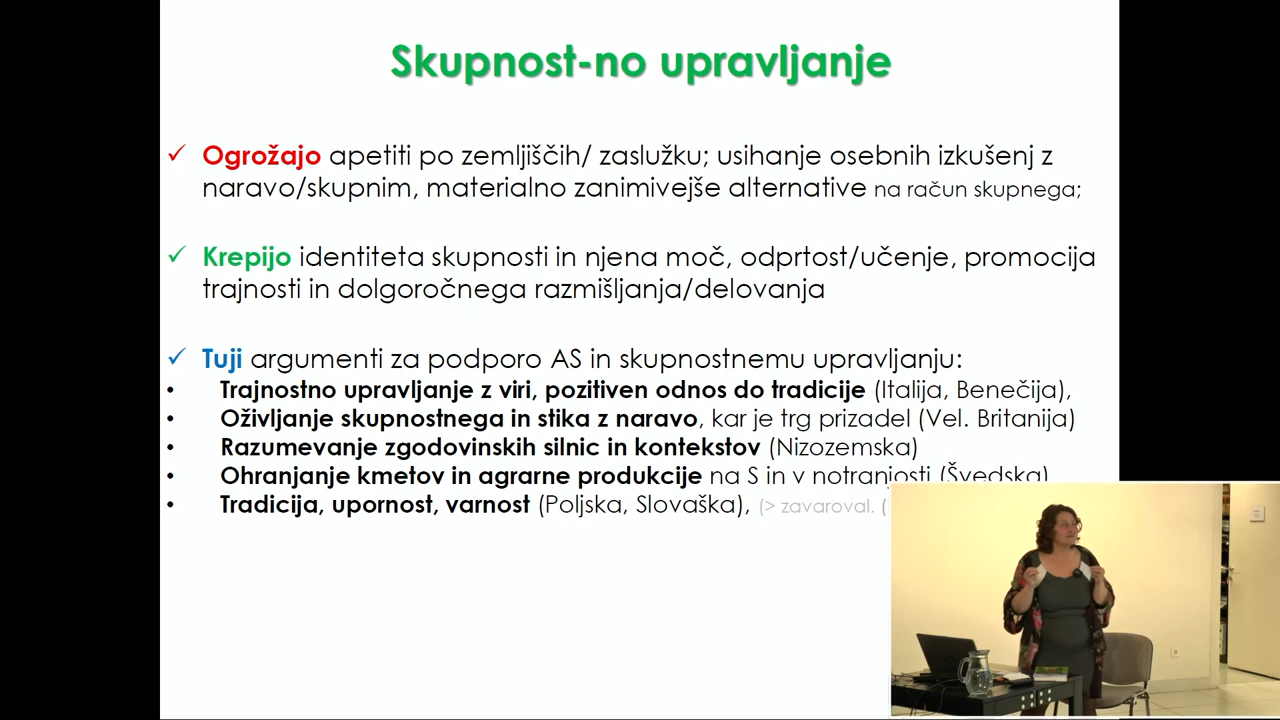 Skupnost-no upravljanje
✓ Ogrožajo apetiti po zemljiščih/ zaslužku; usihanje osebnih izkušenj z
naravo/skupnim, materialno zanimivejše alternative na račun skupnega;
✓ Krepijo identiteta skupnosti in njena moč, odprtost/učenje, promocija
trajnosti in dolgoročnega razmišljanja/delovanja
✓ Tuji argumenti za podporo AS in skupnostnemu upravljanju:
• Trajnostno upravljanje z viri, pozitiven odnos do tradicije (Italija, Benečija),
• Oživljanje skupnostnega in stika z naravo, kar je trg prizadel (Vel. Britanija)
• Razumevanje zgodovinskih silnic in kontekstov (Nizozemska)
• Ohranjanje kmetov in agrarne produkcije na S in v notranjosti (Švedska)
• Tradicija, upornost, varnost (Poljska, Slovaška), (> zavaroval. (